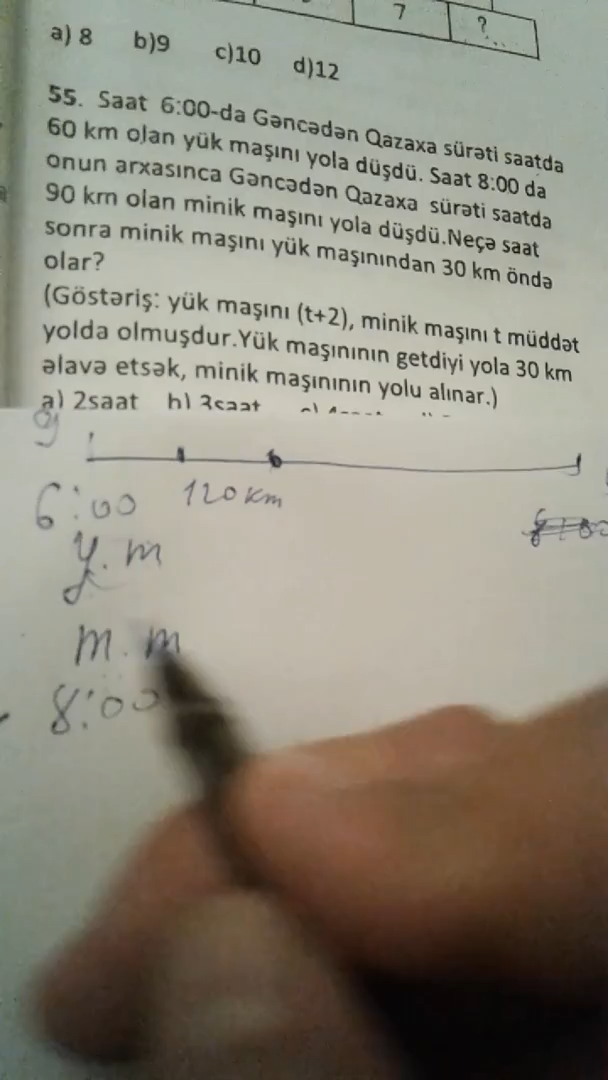 7 ?
a) 8 b)9 c)10 d)12
55. Saat 6:00-da Gəncədən Qazaxa sürəti saatda
60 km olan yük maşını yola düşdü. Saat 8:00 da
onun arxasınca Gəncədən Qazaxa sürəti saatda
90 km olan minik maşını yola düşdü.Neçə saat
sonra minik maşını yük maşınından 30 km öndə
olar?
(Göstəriş: yük maşını (t+2), minik maşını t müddət
yolda olmuşdur.Yük maşınının getdiyi yola 30 km
əlavə etsək, minik maşınının yolu alınar.)
a) 2saat b) 3saat
6:00 120 km
y. m
m. m
8:00